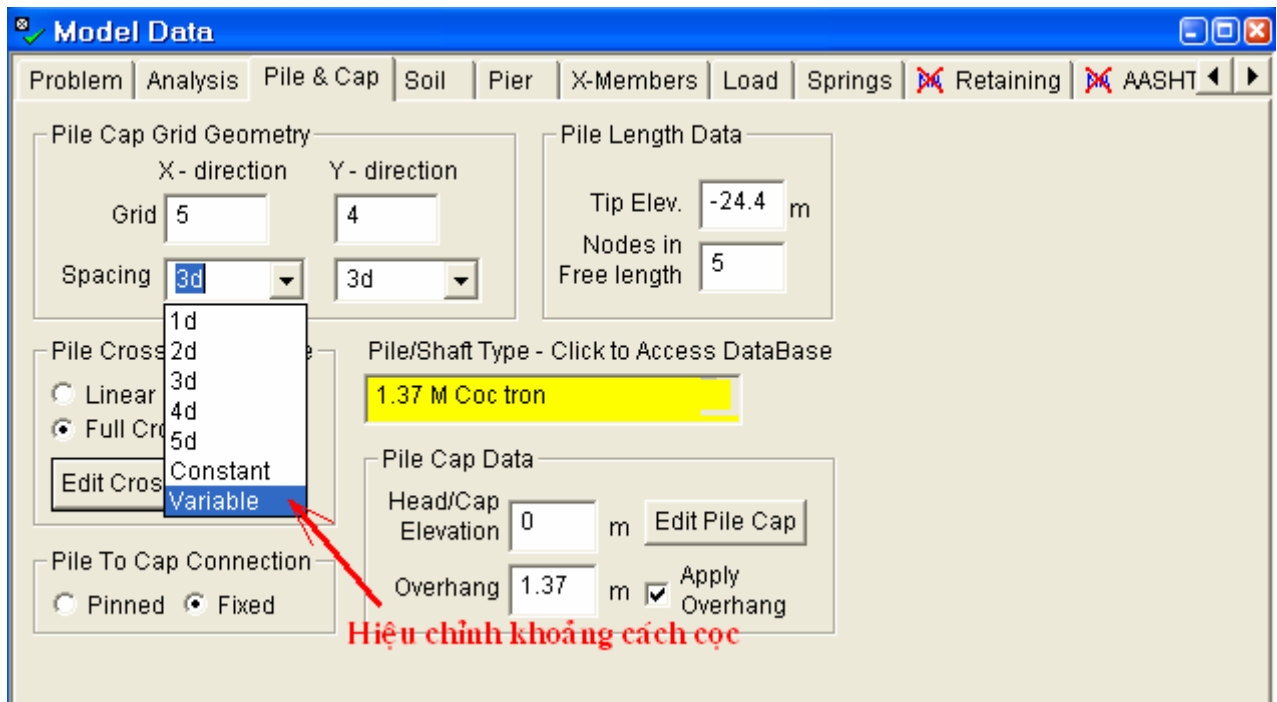 Model Data
Problem Analysis Pile & Cap Soil Pier X-Members Load Springs Retaining AASHT
Pile Cap Grid Geometry
X - direction Y - direction
Grid 5 4
Spacing 3d 3d
1d
2d
3d
4d
5d
Constant
Variable
Pile Length Data
Tip Elev. -24.4 m
Nodes in
Free length 5
Pile Cross
Linear
Full Cr
Edit Cros
Pile/Shaft Type - Click to Access DataBase
1.37 M Coc tron
Pile To Cap Connection
Pinned Fixed
Pile Cap Data
Head/Cap
Elevation 0 m Edit Pile Cap
Overhang 1.37 m Apply
Overhang
Hiệu chỉnh khoảng cách cọc